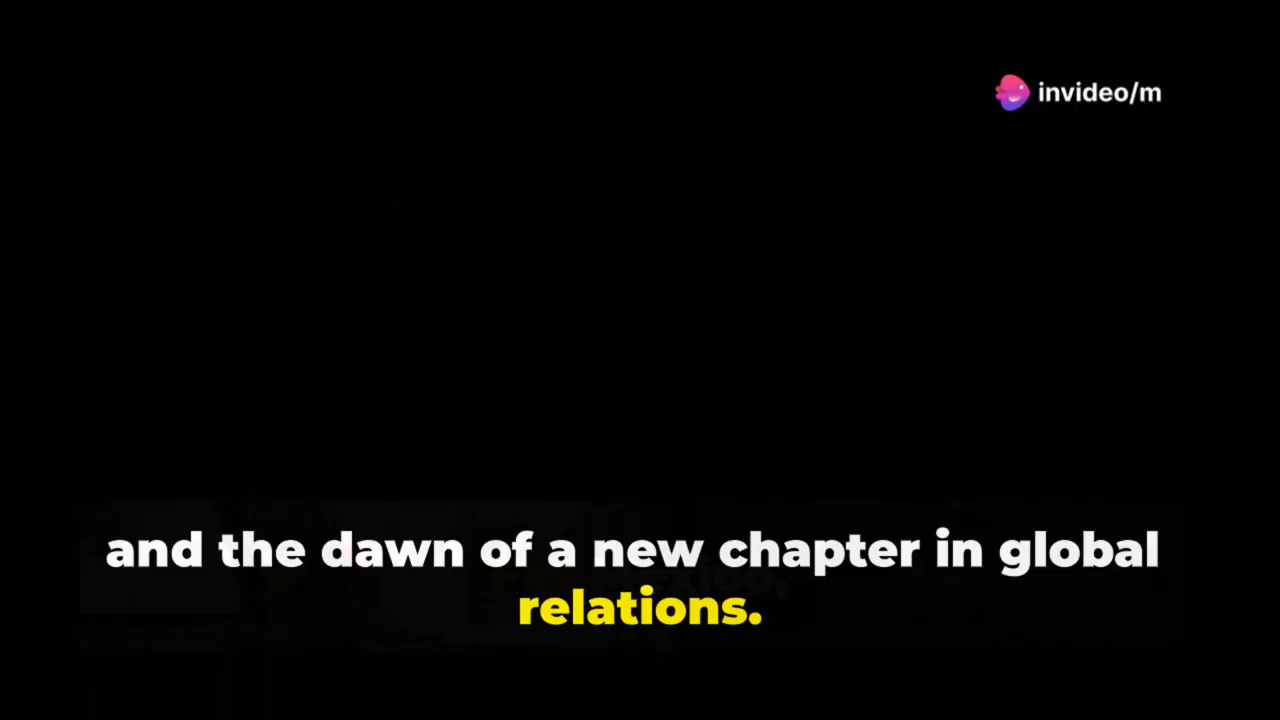 invideo/m
and the dawn of a new chapter in global
relations.